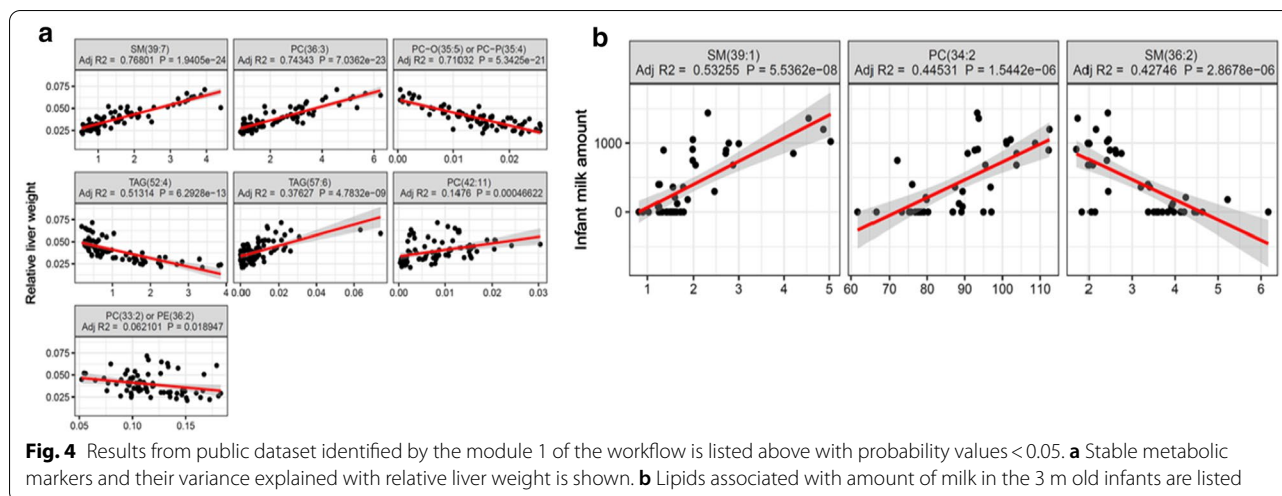 a
SM(39:7)
Adj R2 = 0.76801 P = 1.9405e-24
PC(36:3)
Adj R2 = 0.74343 P = 7.0362e-23
PC-O(35:5) or PC-P(35:4)
Adj R2 = 0.71032 P = 5.3425e-21
0.075
0.050
0.025
1 2 3 4
2 4 6
0.00 0.01 0.02
TAG(52:4)
Adj R2 = 0.51314 P = 6.2928e-13
TAG(57:6)
Adj R2 = 0.37627 P = 4.7832e-09
PC(42:11)
Adj R2 = 0.1476 P = 0.00046622
0.075
0.050
0.025
1 2 3 4
0.00 0.02 0.04 0.06
0.00 0.01 0.02 0.03
PC(33:2) or PE(36:2)
Adj R2 = 0.062101 P = 0.018947
0.075
0.050
0.025
0.05 0.10 0.15
Relative liver weight
b
SM(39:1)
Adj R2 = 0.53255 P = 5.5362e-08
PC(34:2
Adj R2 = 0.44531 P = 1.5442e-06
SM(36:2)
Adj R2 = 0.42746 P = 2.8678e-06
Infant milk amount
1000
0
1 2 3 4 5
60 70 80 90 100 110
2 3 4 5 6
Fig. 4 Results from public dataset identified by the module 1 of the workflow is listed above with probability values < 0.05. a Stable metabolic
markers and their variance explained with relative liver weight is shown. b Lipids associated with amount of milk in the 3 m old infants are listed